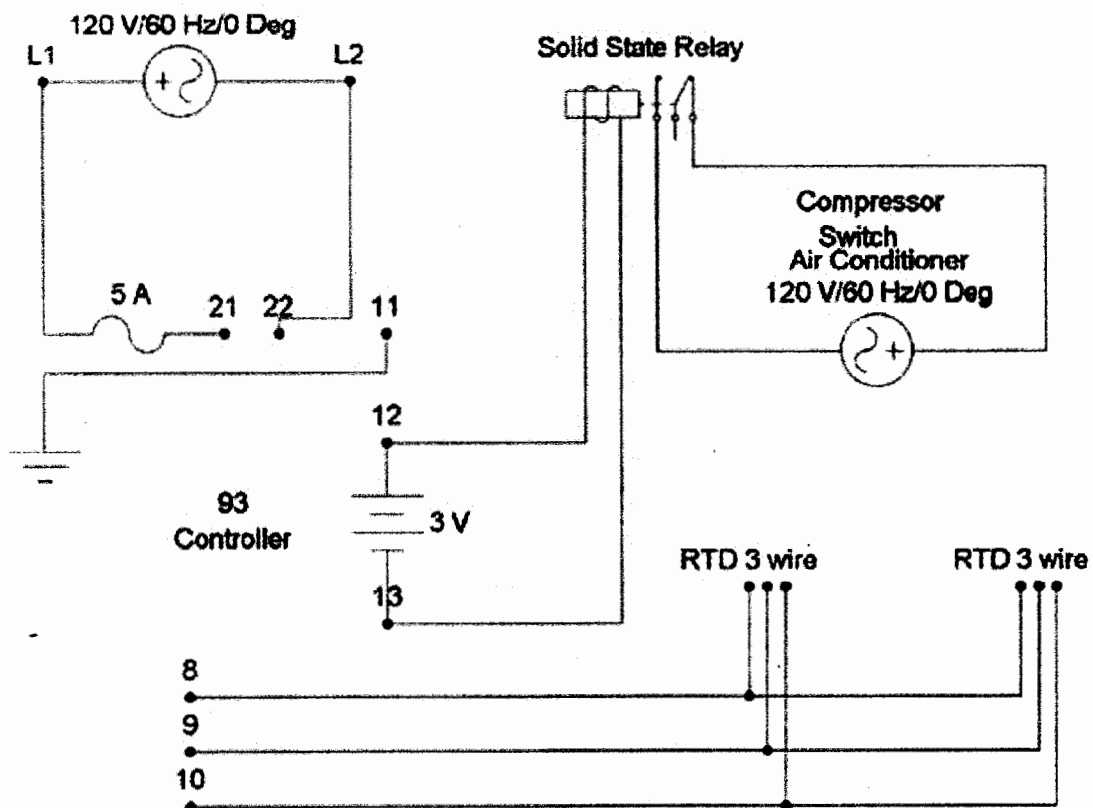 120 V/60 Hz/0 Deg
L1
L2
Solid State Relay
Compressor
Switch
Air Conditioner
120 V/60 Hz/0 Deg
5 A
21
22
11
12
93
Controller
3 V
13
RTD 3 wire
RTD 3 wire
8
9
10